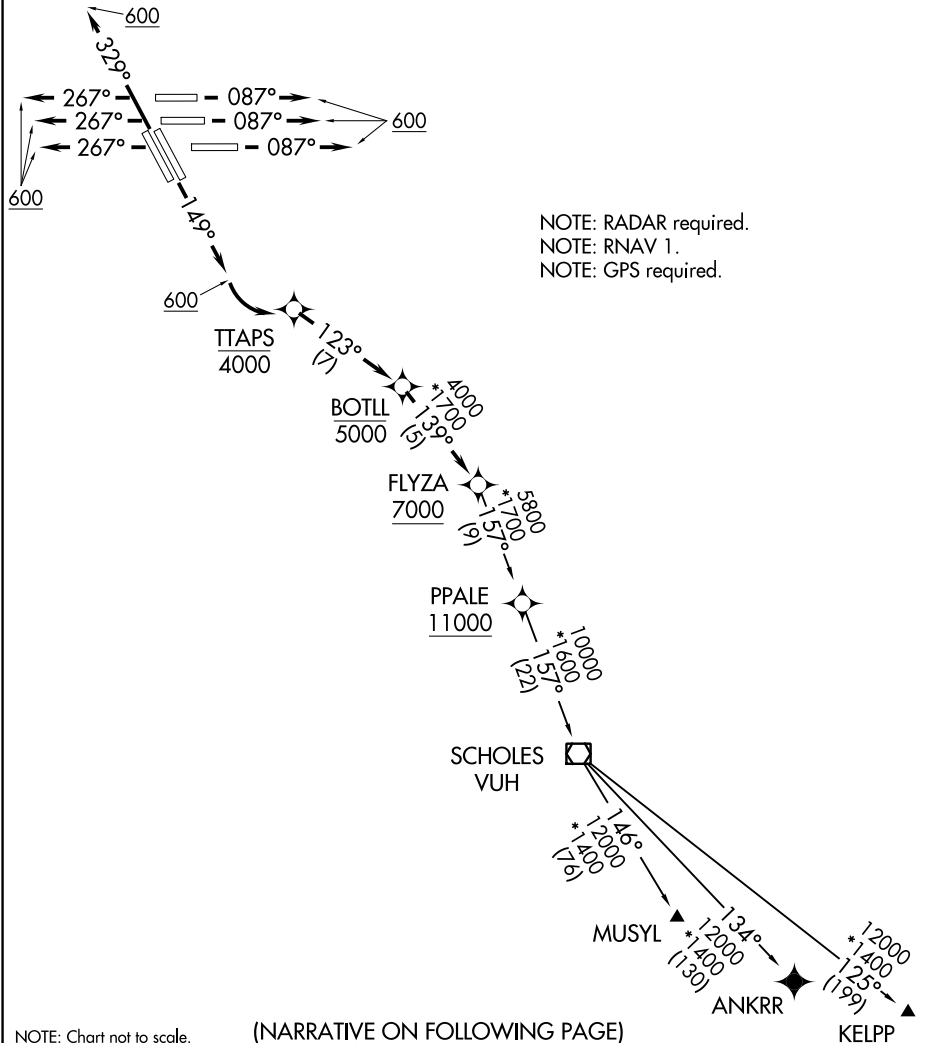 600
329°
267° 087°
267° 087°
267° 087°
600
600
149°
600
NOTE: RADAR required.
NOTE: RNAV 1.
NOTE: GPS required.
TTAPS
4000
123°
(7)
BOTLL
5000
4000
*1700
139°
(5)
FLYZA
7000
5800
*1700
157°
(9)
PPALE
11000
10000
*1600
157°
(22)
SCHOLES
VUH
146°
12000
*1400
(76)
MUSYL
134°
12000
*1400
(130)
ANKRR
12000
*1400
125°
(199)
KELPP
NOTE: Chart not to scale.
(NARRATIVE ON FOLLOWING PAGE)